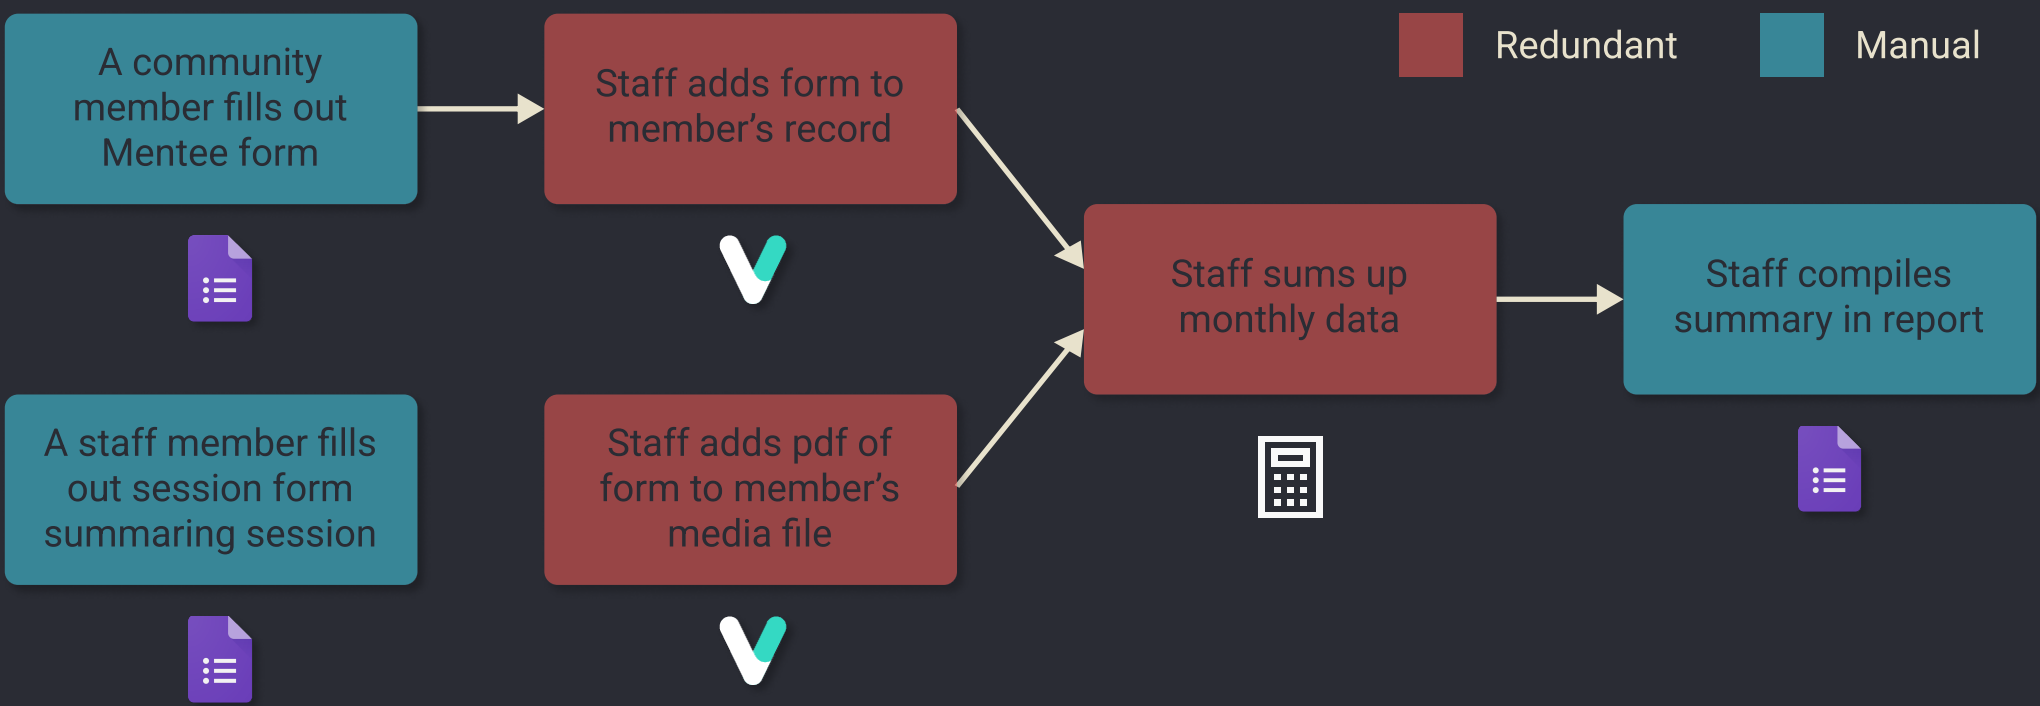 A community
member fills out
Mentee form
Staff adds form to
member’s record
Redundant
Manual
Staff sums up
monthly data
Staff compiles
summary in report
A staff member fills
out session form
summaring session
Staff adds pdf of
form to member’s
media file